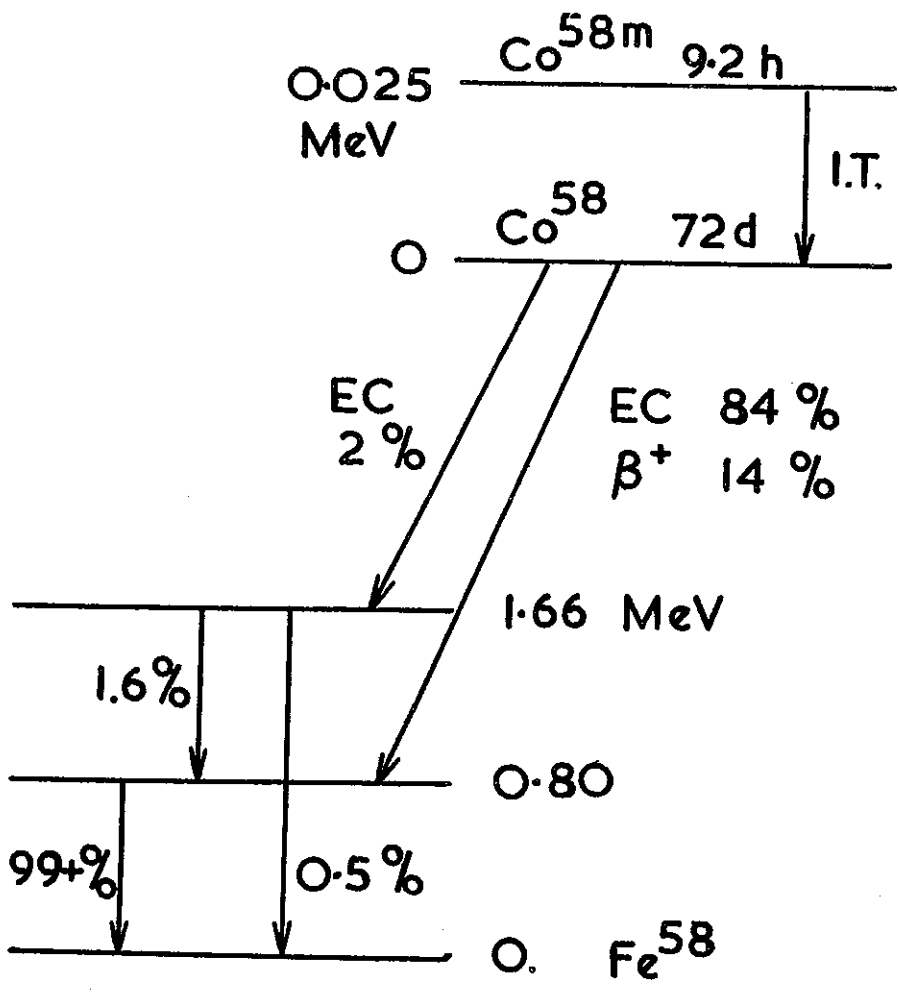 Co58m 9.2 h
0.025
MeV
I.T.
Co58 72d
0
EC
2%
EC 84 %
β+ 14 %
1.66 MeV
1.6%
0.80
99+% 0.5%
0. Fe58